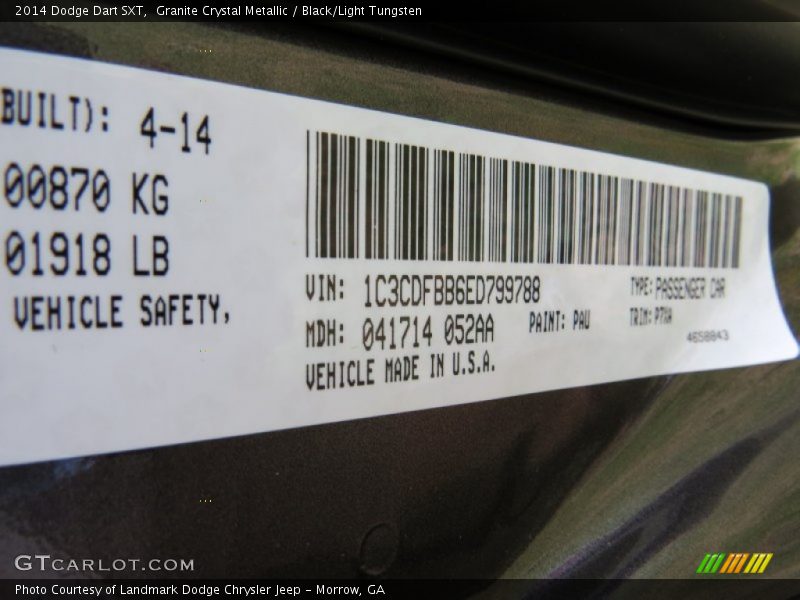 2014 Dodge Dart SXT, Granite Crystal Metallic / Black/Light Tungsten
BUILT): 4-14
00870 KG
01918 LB
VEHICLE SAFETY,
VIN: 1C3CDFBB6ED799788 TYPE: PASSENGER CAR
MDH: 041714 052AA PAINT: PAU TRIM: P7XA
4658843
VEHICLE MADE IN U.S.A.
GTCARLOT.COM
Photo Courtesy of Landmark Dodge Chrysler Jeep – Morrow, GA